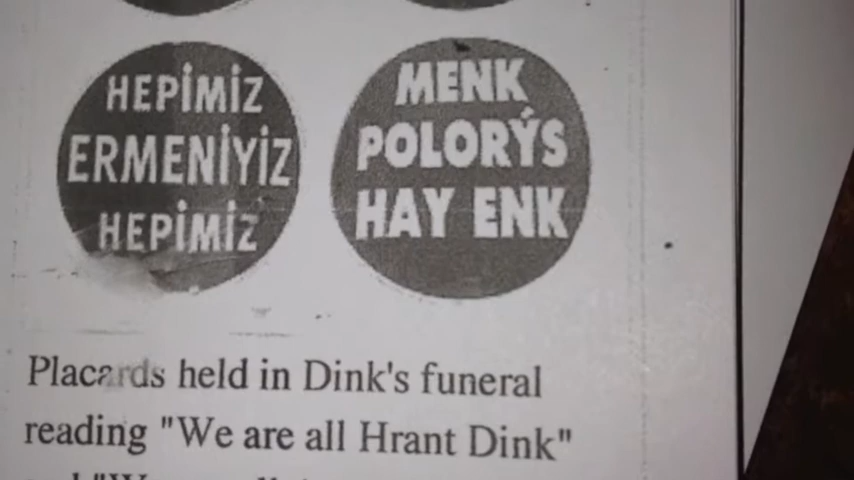 HEPİMİZ
ERMENİYİZ
HEPİMİZ
MENK
POLORÝS
HAY ENK
Placards held in Dink's funeral
reading "We are all Hrant Dink"